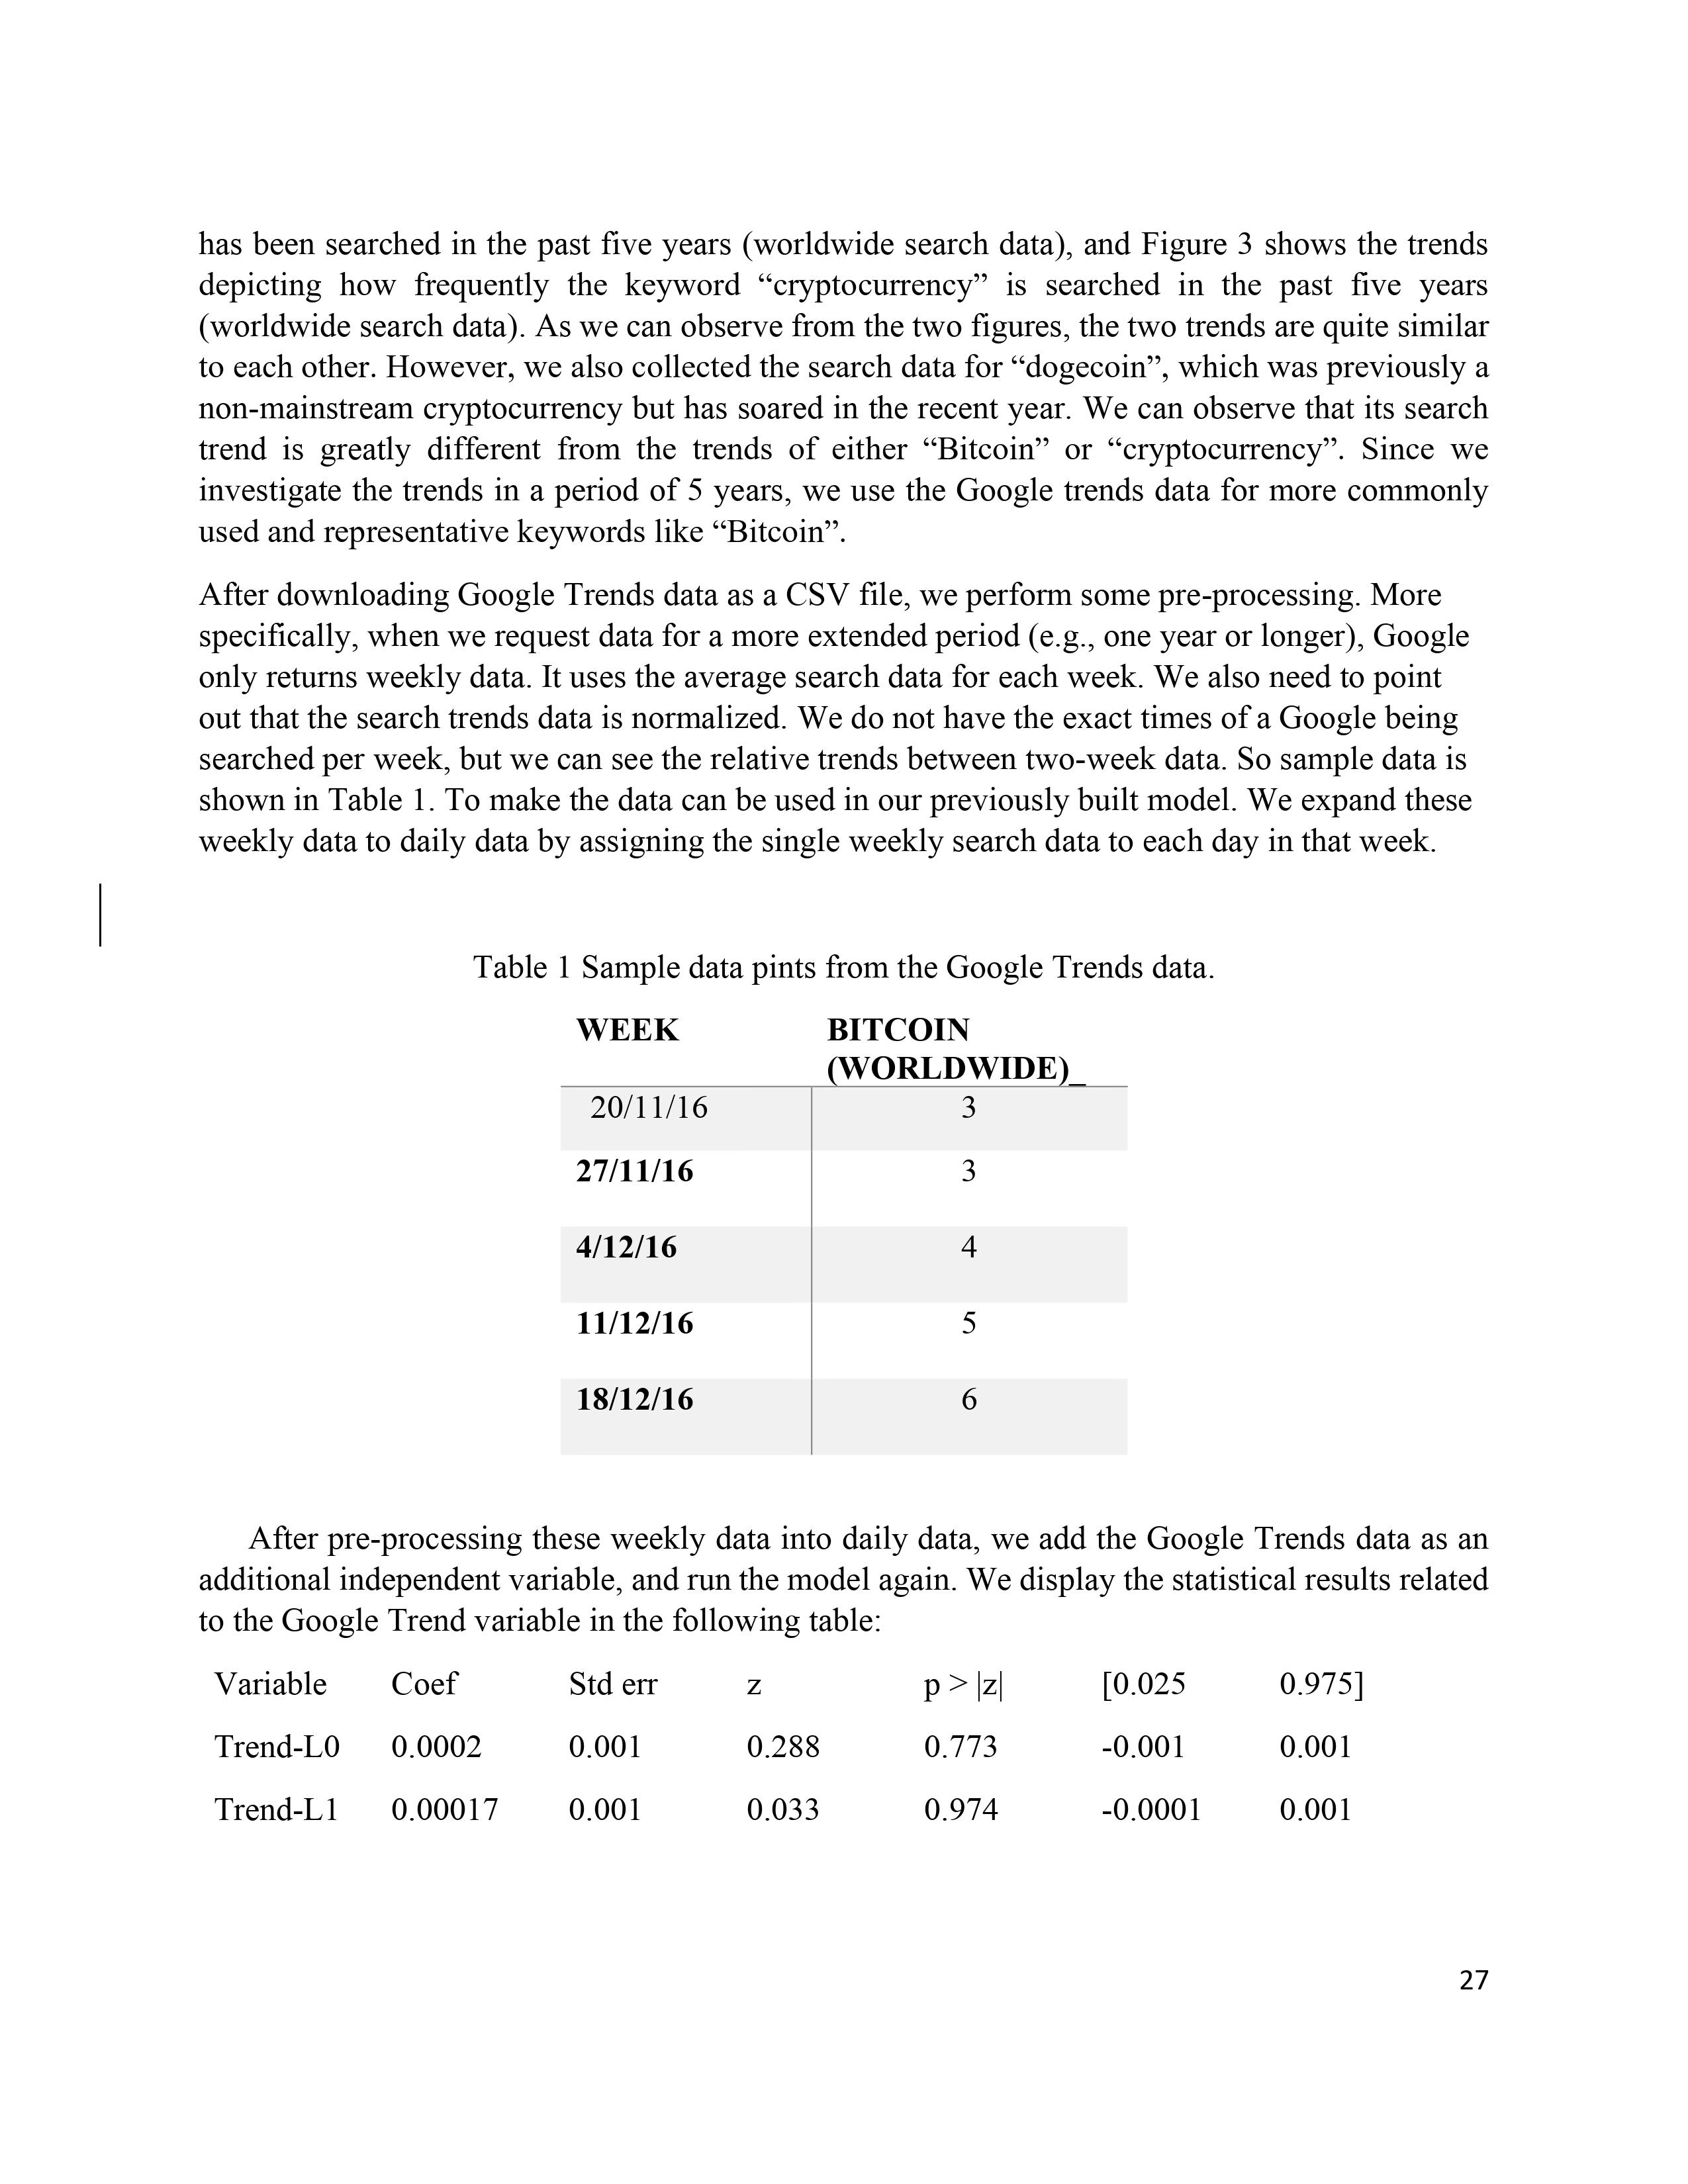 has been searched in the past five years (worldwide search data), and Figure 3 shows the trends
depicting how frequently the keyword “cryptocurrency” is searched in the past five years
(worldwide search data). As we can observe from the two figures, the two trends are quite similar
to each other. However, we also collected the search data for “dogecoin”, which was previously a
non-mainstream cryptocurrency but has soared in the recent year. We can observe that its search
trend is greatly different from the trends of either “Bitcoin” or “cryptocurrency”. Since we
investigate the trends in a period of 5 years, we use the Google trends data for more commonly
used and representative keywords like “Bitcoin”.
After downloading Google Trends data as a CSV file, we perform some pre-processing. More
specifically, when we request data for a more extended period (e.g., one year or longer), Google
only returns weekly data. It uses the average search data for each week. We also need to point
out that the search trends data is normalized. We do not have the exact times of a Google being
searched per week, but we can see the relative trends between two-week data. So sample data is
shown in Table 1. To make the data can be used in our previously built model. We expand these
weekly data to daily data by assigning the single weekly search data to each day in that week.
Table 1 Sample data pints from the Google Trends data.
WEEK BITCOIN
(WORLDWIDE)_
20/11/16 3
27/11/16 3
4/12/16 4
11/12/16 5
18/12/16 6
After pre-processing these weekly data into daily data, we add the Google Trends data as an
additional independent variable, and run the model again. We display the statistical results related
to the Google Trend variable in the following table:
Variable Coef Std err z p > |z| [0.025 0.975]
Trend-L0 0.0002 0.001 0.288 0.773 -0.001 0.001
Trend-L1 0.00017 0.001 0.033 0.974 -0.0001 0.001
27